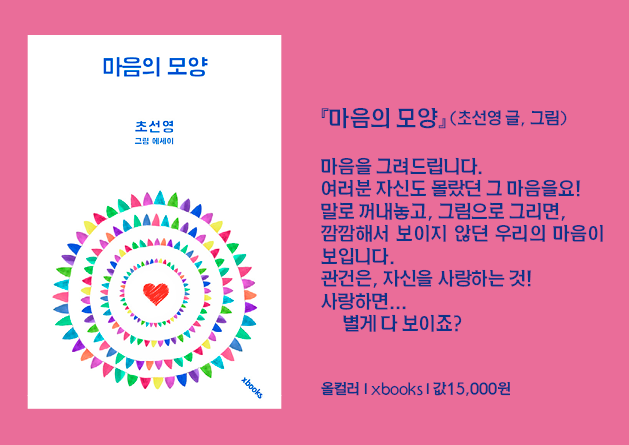 마음의 모양
초선영
그림 에세이
xbooks
『마음의 모양』(초선영 글, 그림)
마음을 그려드립니다.
여러분 자신도 몰랐던 그 마음을요!
말로 꺼내놓고, 그림으로 그리면,
깜깜해서 보이지 않던 우리의 마음이
보입니다.
관건은, 자신을 사랑하는 것!
사랑하면...
별게 다 보이죠?
올컬러 | xbooks | 값15,000원